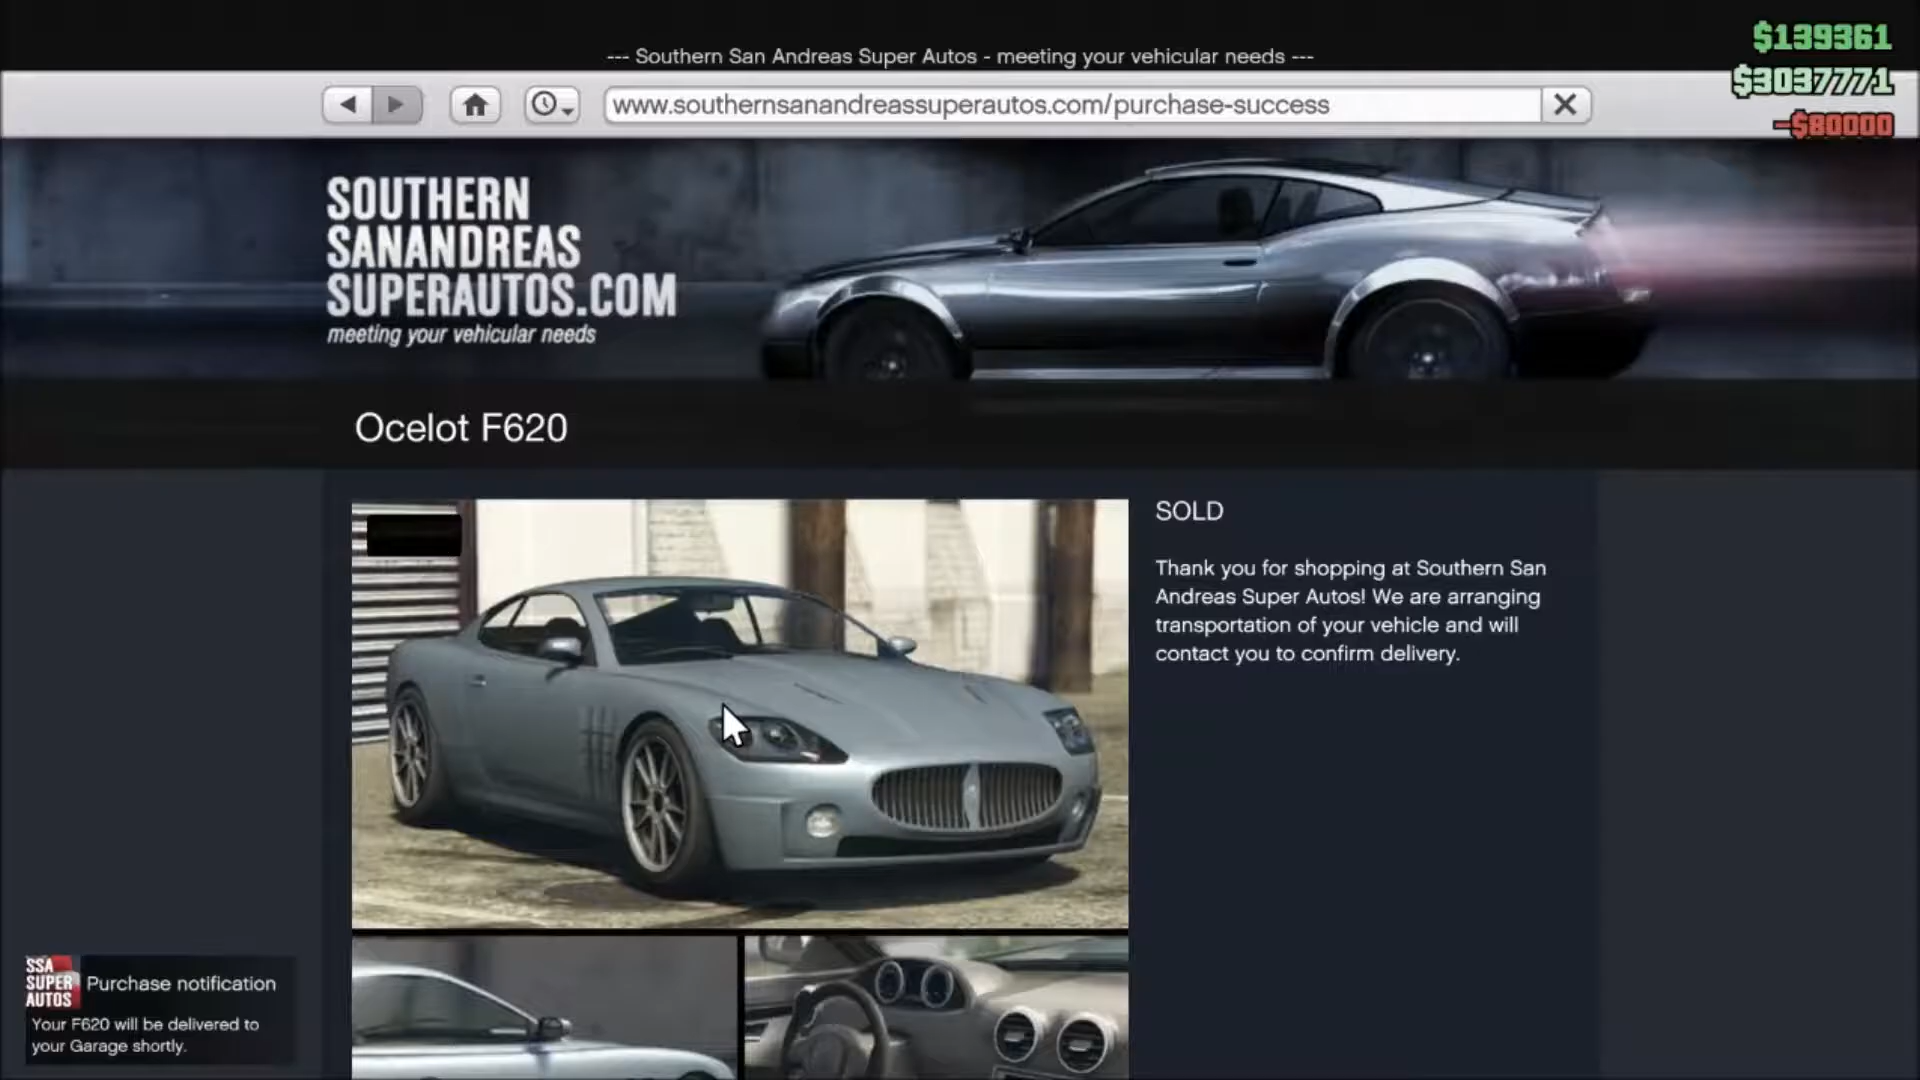 --- Southern San Andreas Super Autos - meeting your vehicular needs ---
$139361
$3037771
-$80000
www.southernsanandreassuperautos.com/purchase-success
SOUTHERN
SANANDREAS
SUPERAUTOS.COM
meeting your vehicular needs
Ocelot F620
SOLD
Thank you for shopping at Southern San
Andreas Super Autos! We are arranging
transportation of your vehicle and will
contact you to confirm delivery.
SSA
SUPER
AUTOS
Purchase notification
Your F620 will be delivered to
your Garage shortly.